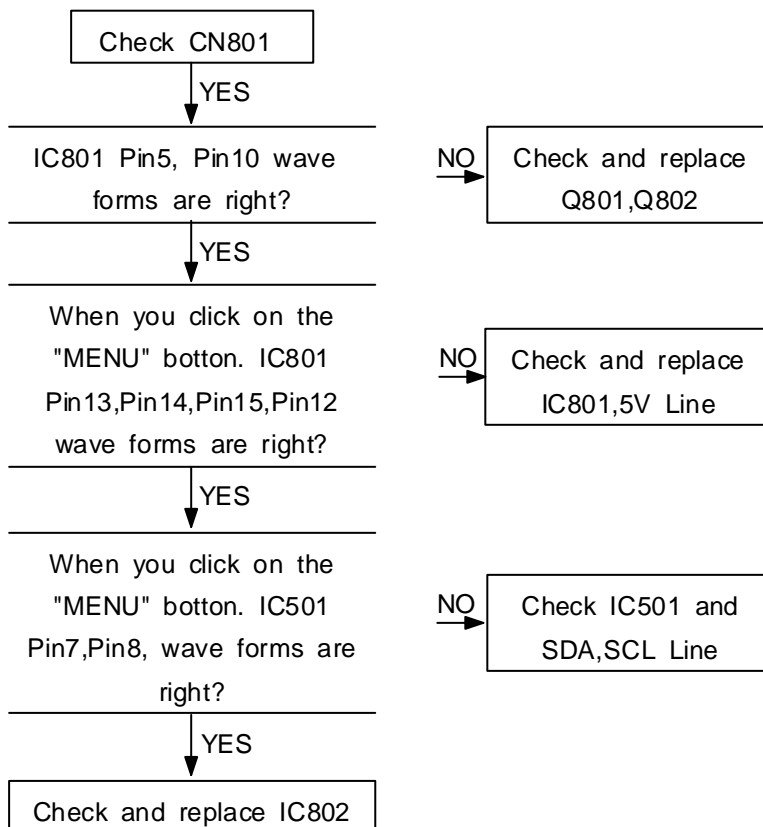 Check CN801
YES
IC801 Pin5, Pin10 wave
forms are right?
NO
Check and replace
Q801,Q802
YES
When you click on the
"MENU" botton. IC801
Pin13,Pin14,Pin15,Pin12
wave forms are right?
NO
Check and replace
IC801,5V Line
YES
When you click on the
"MENU" botton. IC501
Pin7,Pin8, wave forms are
right?
NO
Check IC501 and
SDA,SCL Line
YES
Check and replace IC802